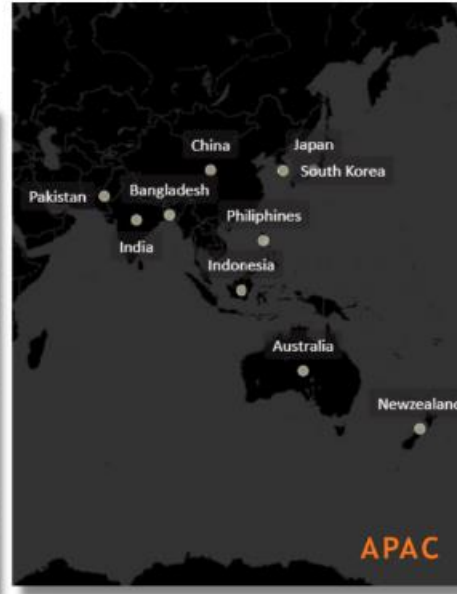 China
Japan
South Korea
Pakistan
Bangladesh
India
Philiphines
Indonesia
Australia
Newzealand
APAC